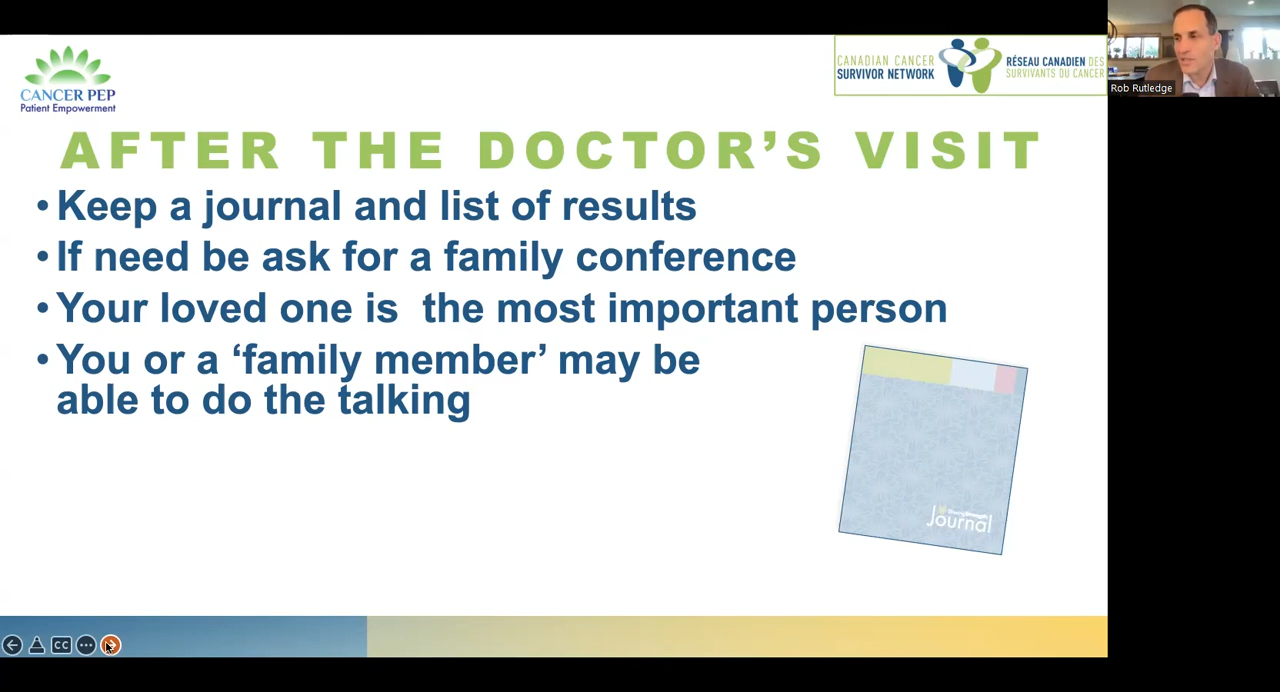 CANCER PEP
Patient Empowerment
CANADIAN CANCER
SURVIVOR NETWORK
RÉSEAU CANADIEN DES
SURVIVANTS DU CANCER
Rob Rutledge
AFTER THE DOCTOR’S VISIT
• Keep a journal and list of results
• If need be ask for a family conference
• Your loved one is  the most important person
• You or a ‘family member’ may be
able to do the talking
Journal
CC